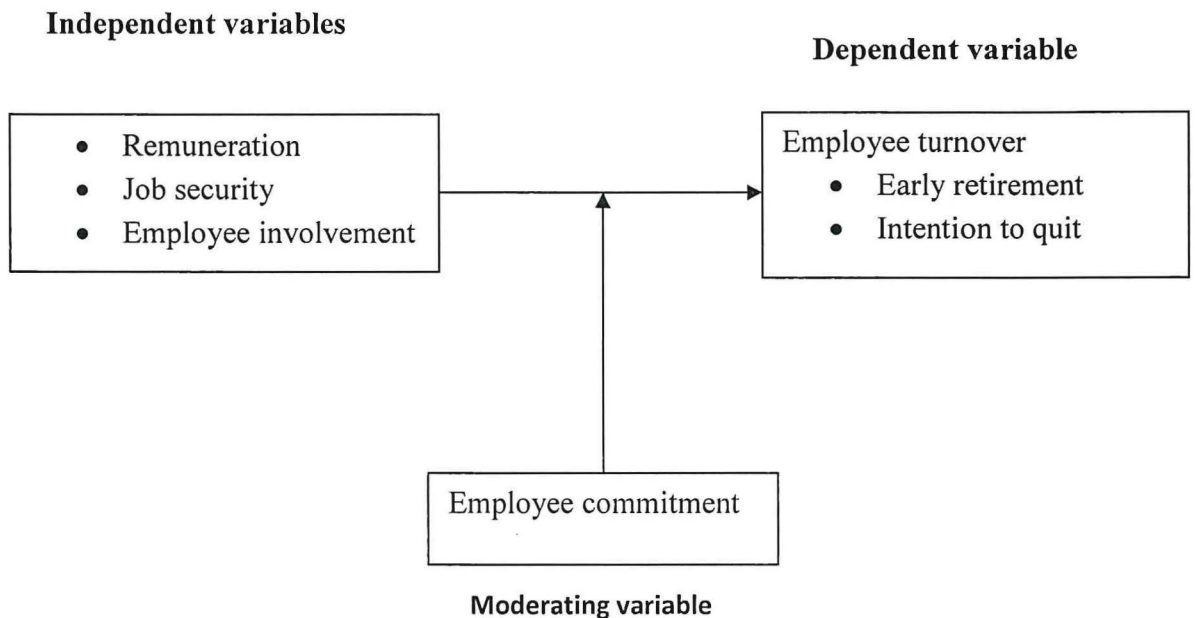 Independent variables
Dependent variable
• Remuneration
• Job security
• Employee involvement
Employee turnover
• Early retirement
• Intention to quit
Employee commitment
Moderating variable